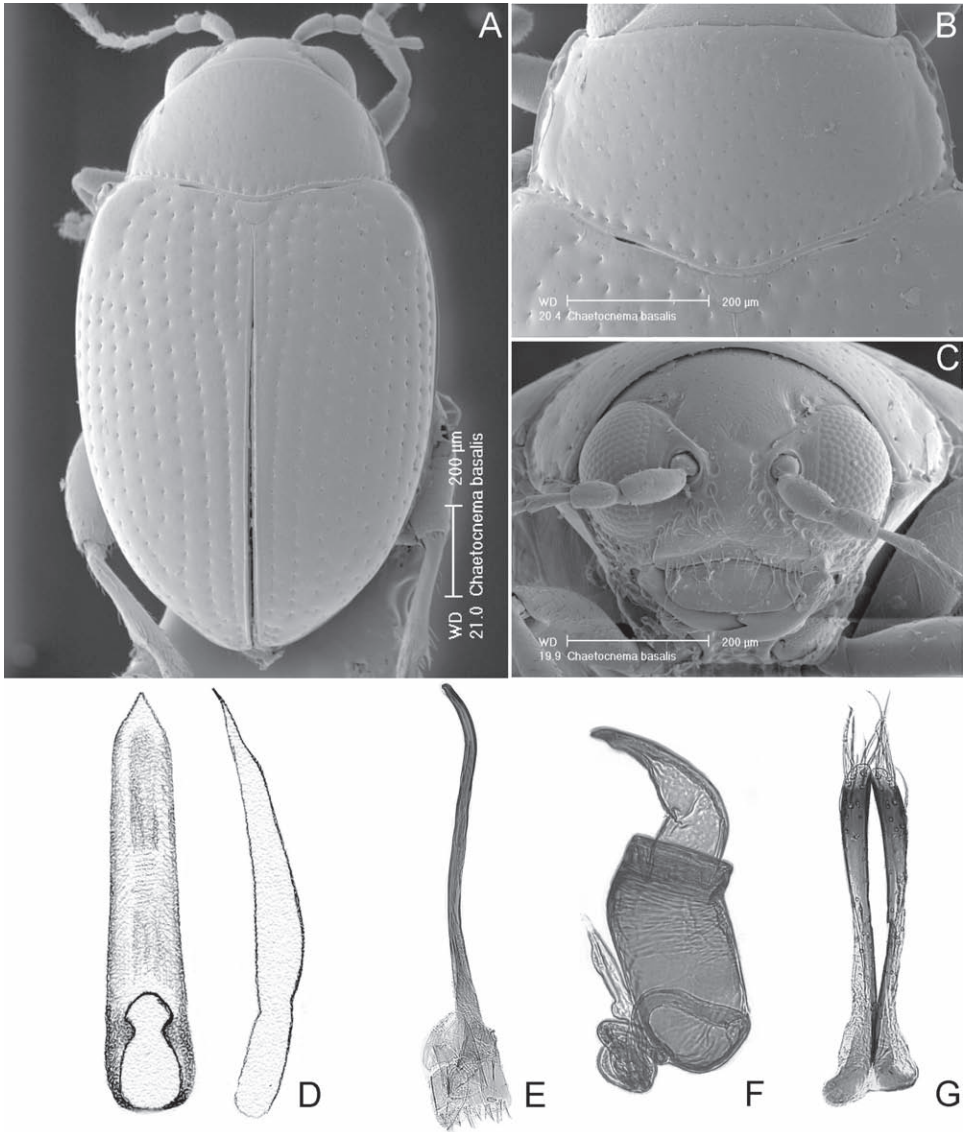 A
WD 200 µm
21.0 Chaetocnema basalis
B
WD 200 µm
20.4 Chaetocnema basalis
C
WD 200 µm
19.9 Chaetocnema basalis
D
E
F
G